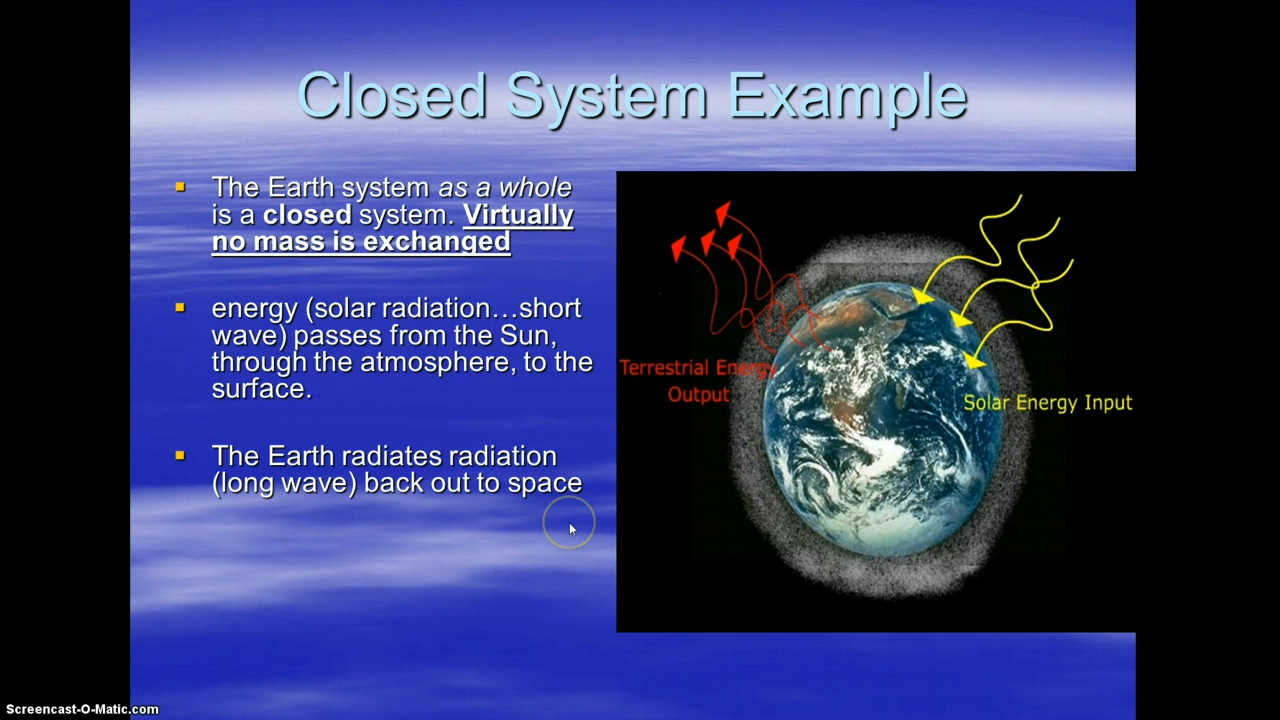 Closed System Example
The Earth system as a whole
is a closed system. Virtually
no mass is exchanged
energy (solar radiation…short
wave) passes from the Sun,
through the atmosphere, to the
surface.
The Earth radiates radiation
(long wave) back out to space
Terrestrial Energy
Output
Solar Energy Input
Screencast-O-Matic.com